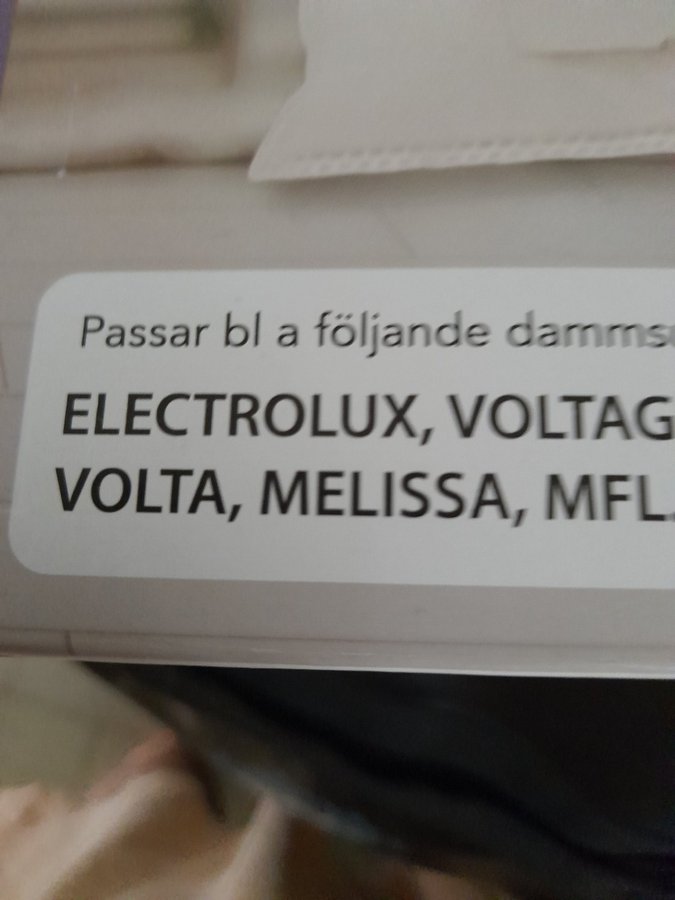 Passar bl a följande damms
ELECTROLUX, VOLTAG
VOLTA, MELISSA, MFL.